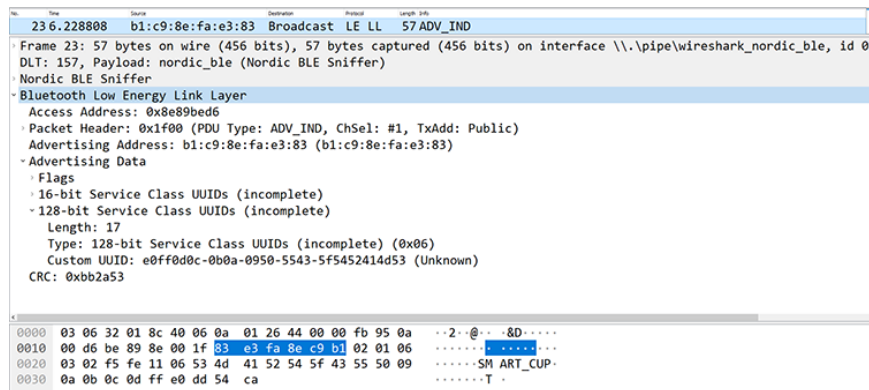 No. Time Source Destination Protocol Length Info
23 6.228808 b1:c9:8e:fa:e3:83 Broadcast LE LL 57 ADV_IND
Frame 23: 57 bytes on wire (456 bits), 57 bytes captured (456 bits) on interface \\.\pipe\wireshark_nordic_ble, id 0
DLT: 157, Payload: nordic_ble (Nordic BLE Sniffer)
Nordic BLE Sniffer
Bluetooth Low Energy Link Layer
Access Address: 0x8e89bed6
Packet Header: 0x1f00 (PDU Type: ADV_IND, ChSel: #1, TxAdd: Public)
Advertising Address: b1:c9:8e:fa:e3:83 (b1:c9:8e:fa:e3:83)
Advertising Data
Flags
16-bit Service Class UUIDs (incomplete)
128-bit Service Class UUIDs (incomplete)
Length: 17
Type: 128-bit Service Class UUIDs (incomplete) (0x06)
Custom UUID: e0ff0d0c-0b0a-0950-5543-5f5452414d53 (Unknown)
CRC: 0xbb2a53
0000 03 06 32 01 8c 40 06 0a 01 26 44 00 00 fb 95 0a ··2··@·· ·&D·····
0010 00 d6 be 89 8e 00 1f 83 e3 fa 8e c9 b1 02 01 06 ········ ········
0020 03 02 f5 fe 11 06 53 4d 41 52 54 5f 43 55 50 09 ······SM ART_CUP·
0030 0a 0b 0c 0d ff e0 dd 54 ca ·······T ·